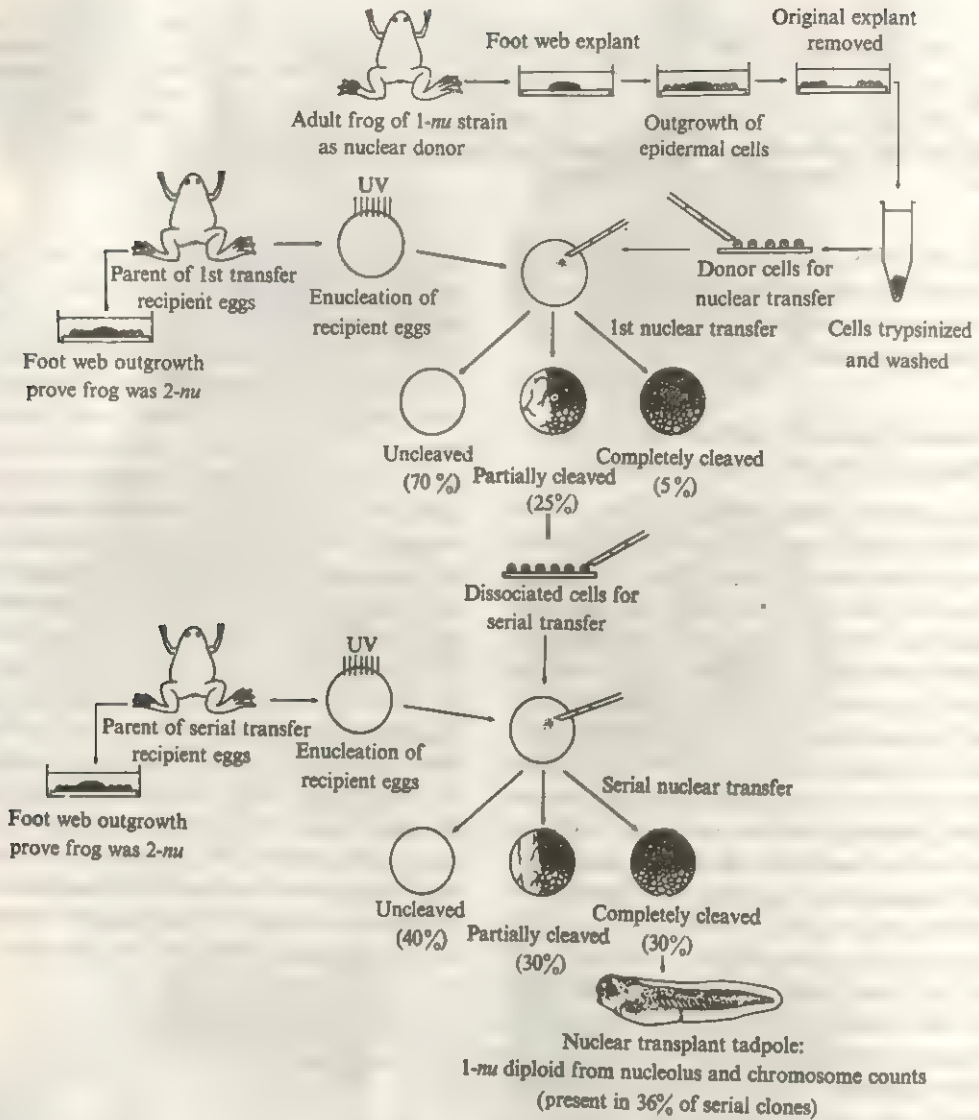 Original explant
removed
Foot web explant
Adult frog of 1-nu strain
as nuclear donor
Outgrowth of
epidermal cells
UV
Parent of 1st transfer
recipient eggs
Enucleation of
recipient eggs
Donor cells for
nuclear transfer
1st nuclear transfer
Cells trypsinized
and washed
Foot web outgrowth
prove frog was 2-nu
Uncleaved
(70 %)
Partially cleaved
(25%)
Completely cleaved
(5%)
Dissociated cells for
serial transfer
UV
Parent of serial transfer
recipient eggs
Enucleation of
recipient eggs
Serial nuclear transfer
Foot web outgrowth
prove frog was 2-nu
Uncleaved
(40%)
Partially cleaved
(30%)
Completely cleaved
(30%)
Nuclear transplant tadpole:
1-nu diploid from nucleolus and chromosome counts
(present in 36% of serial clones)